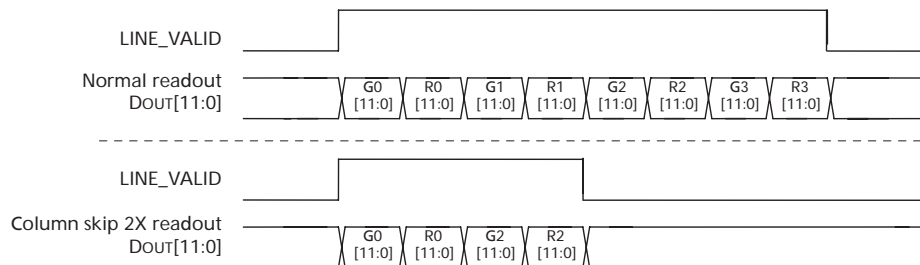 LINE_VALID
Normal readout
DOUT[11:0]
G0 R0 G1 R1 G2 R2 G3 R3
[11:0] [11:0] [11:0] [11:0] [11:0] [11:0] [11:0] [11:0]
LINE_VALID
Column skip 2X readout
DOUT[11:0]
G0 R0 G2 R2
[11:0] [11:0] [11:0] [11:0]